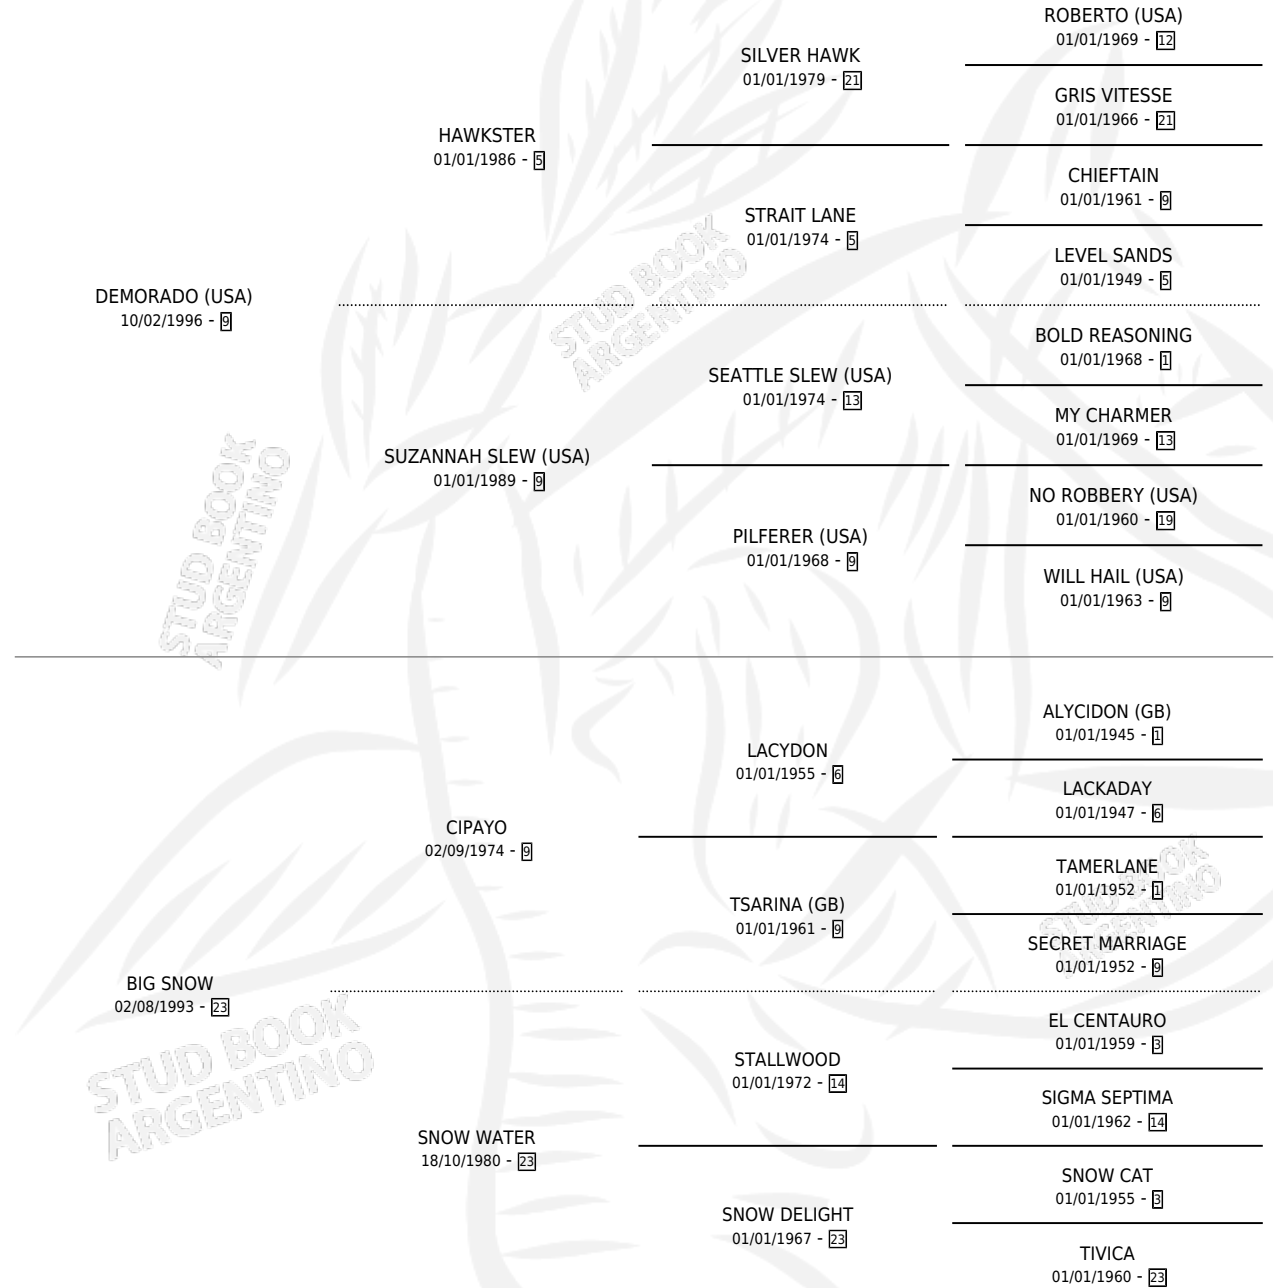 ROBERTO (USA)
01/01/1969 - 12
SILVER HAWK
01/01/1979 - 21
GRIS VITESSE
01/01/1966 - 21
HAWKSTER
01/01/1986 - 5
CHIEFTAIN
01/01/1961 - 9
STRAIT LANE
01/01/1974 - 5
LEVEL SANDS
01/01/1949 - 5
DEMORADO (USA)
10/02/1996 - 9
BOLD REASONING
01/01/1968 - 1
SEATTLE SLEW (USA)
01/01/1974 - 13
MY CHARMER
01/01/1969 - 13
SUZANNAH SLEW (USA)
01/01/1989 - 9
NO ROBBERY (USA)
01/01/1960 - 19
PILFERER (USA)
01/01/1968 - 9
WILL HAIL (USA)
01/01/1963 - 9
STUD BOOK
ARGENTINO
STUD BOOK
ARGENTINO
ALYCIDON (GB)
01/01/1945 - 1
LACYDON
01/01/1955 - 6
LACKADAY
01/01/1947 - 6
CIPAYO
02/09/1974 - 9
TAMERLANE
01/01/1952 - 1
TSARINA (GB)
01/01/1961 - 9
SECRET MARRIAGE
01/01/1952 - 9
BIG SNOW
02/08/1993 - 23
EL CENTAURO
01/01/1959 - 3
STALLWOOD
01/01/1972 - 14
SIGMA SEPTIMA
01/01/1962 - 14
SNOW WATER
18/10/1980 - 23
SNOW CAT
01/01/1955 - 3
SNOW DELIGHT
01/01/1967 - 23
TIVICA
01/01/1960 - 23
STUD BOOK
ARGENTINO
STUD BOOK
ARGENTINO